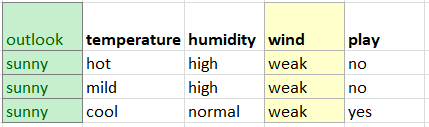 outlook temperature humidity wind play
sunny hot high weak no
sunny mild high weak no
sunny cool normal weak yes